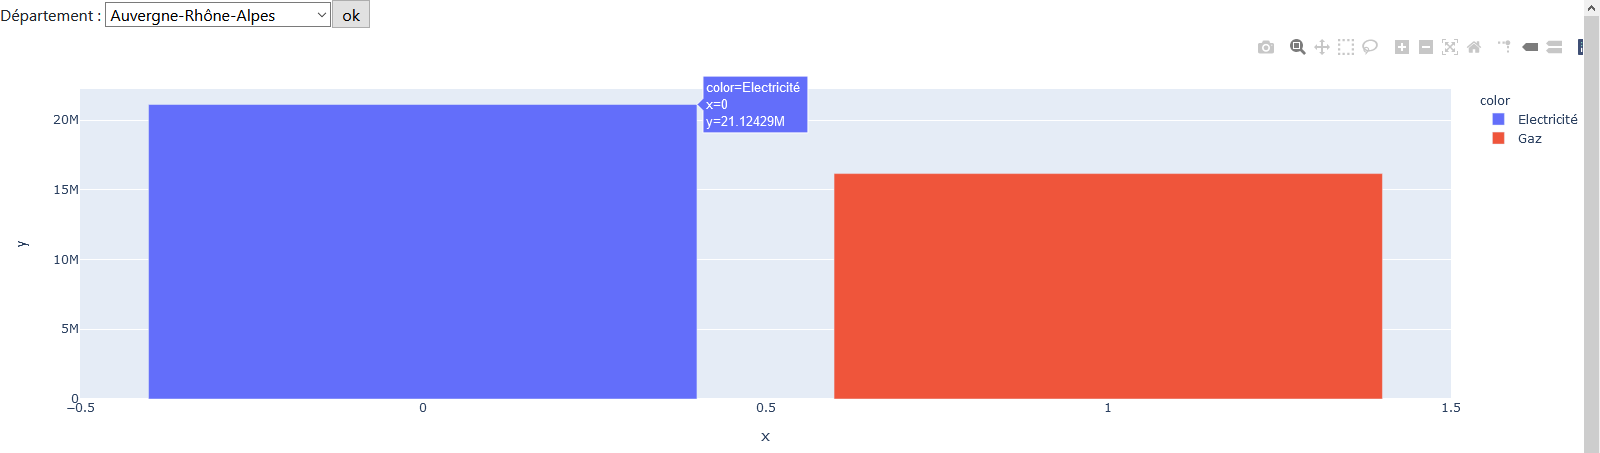 Département : Auvergne-Rhône-Alpes ok
color=Electricité
x=0
y=21.12429M
color
Electricité
Gaz
20M
15M
10M
5M
0
y
−0.5 0 0.5 1 1.5
x